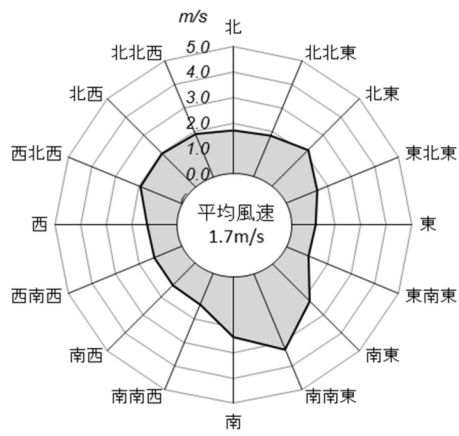 m/s
北
5.0
4.0
3.0
2.0
1.0
0.0
北北西
北北東
北西
北東
西北西
東北東
西
東
平均風速
1.7m/s
西南西
東南東
南西
南東
南南西
南南東
南